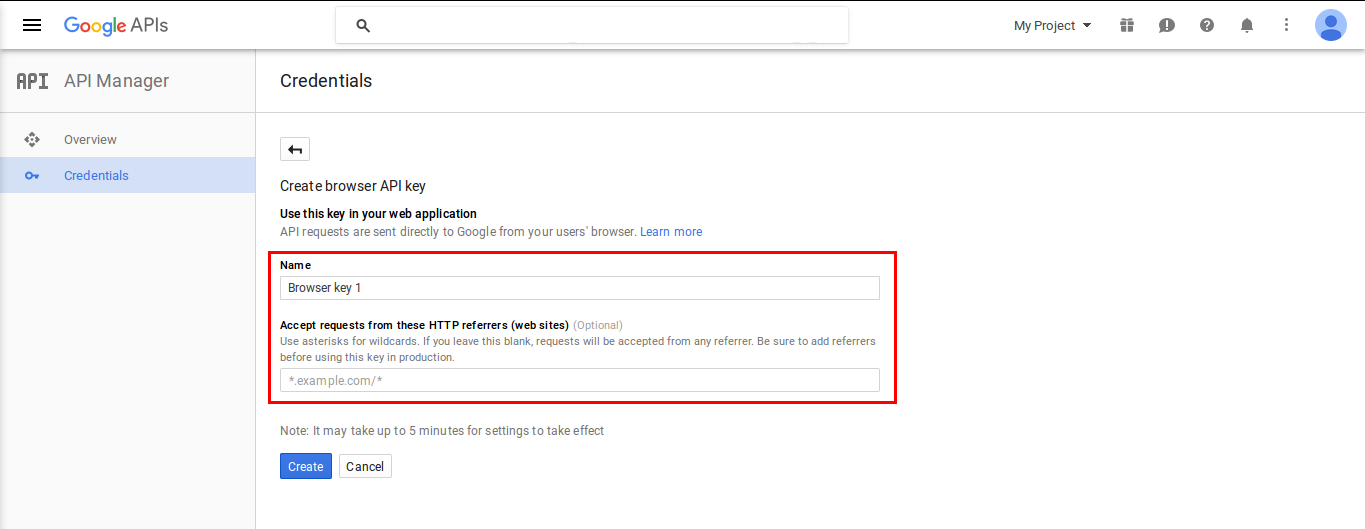 Google APIs
My Project
API API Manager
Credentials
Overview
Credentials
Create browser API key
Use this key in your web application
API requests are sent directly to Google from your users' browser. Learn more
Name
Browser key 1
Accept requests from these HTTP referrers (web sites) (Optional)
Use asterisks for wildcards. If you leave this blank, requests will be accepted from any referrer. Be sure to add referrers
before using this key in production.
*.example.com/*
Note: It may take up to 5 minutes for settings to take effect
Create Cancel